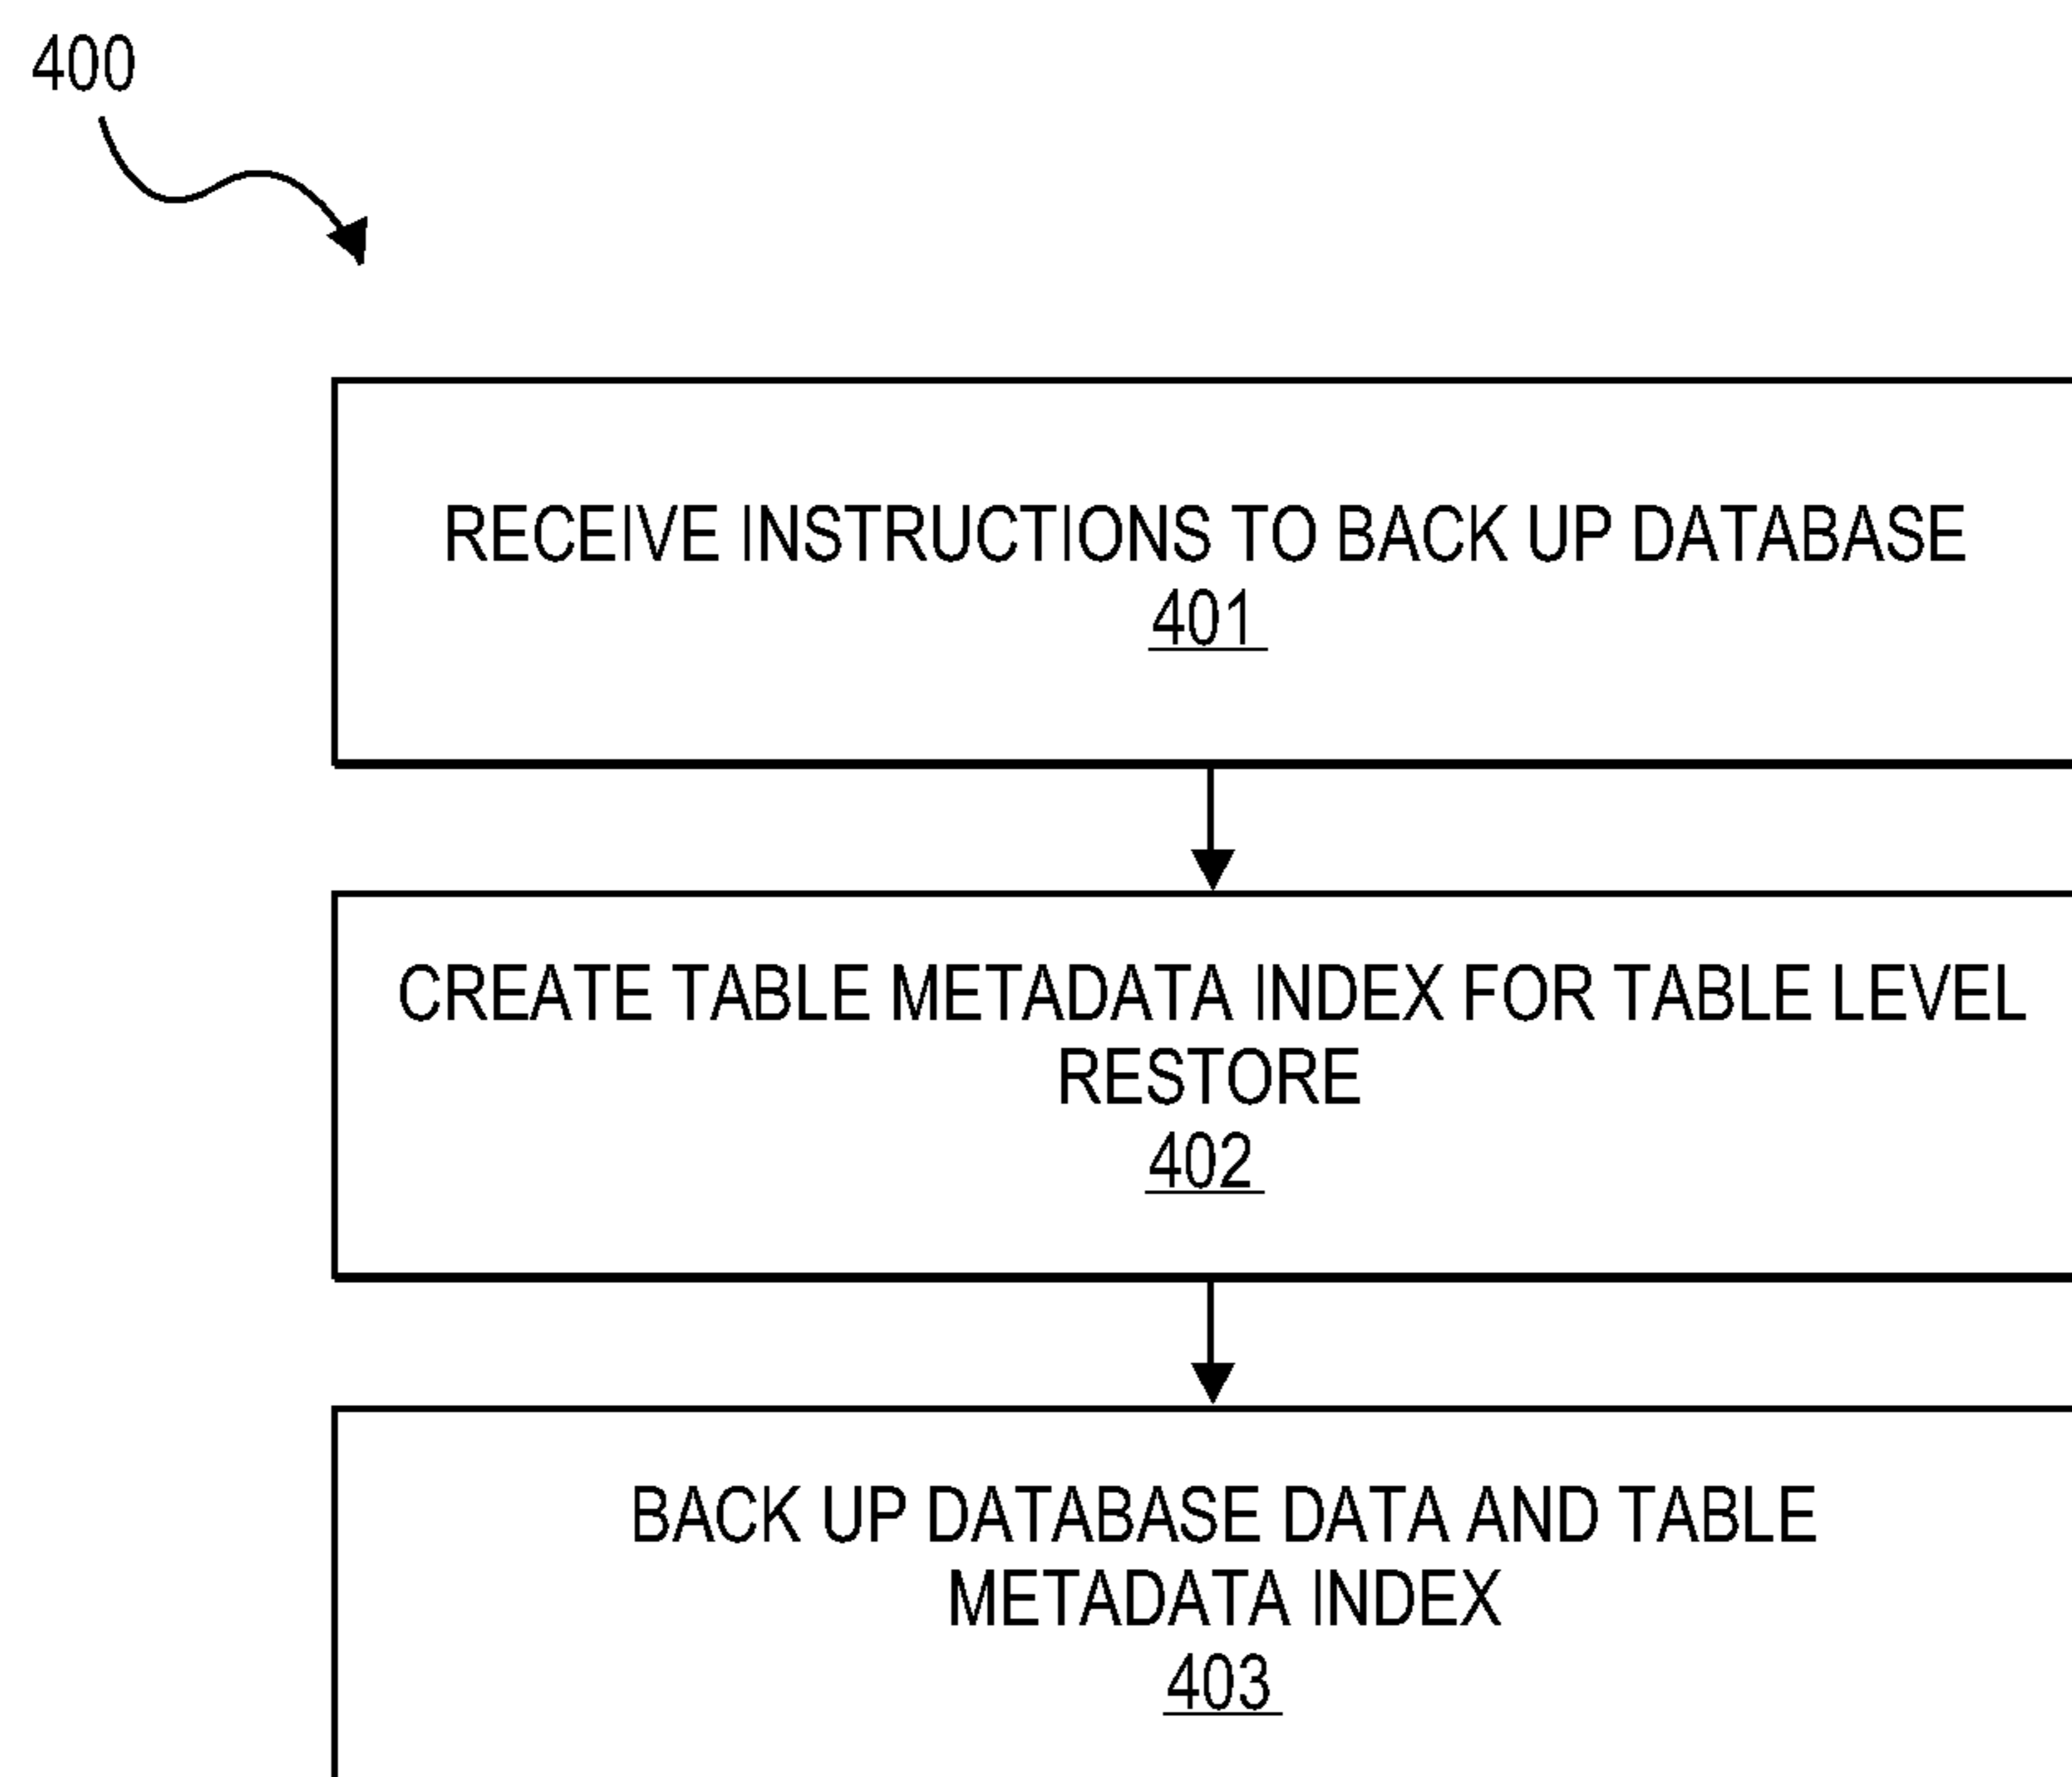 400
RECEIVE INSTRUCTIONS TO BACK UP DATABASE
401
CREATE TABLE METADATA INDEX FOR TABLE LEVEL
RESTORE
402
BACK UP DATABASE DATA AND TABLE
METADATA INDEX
403